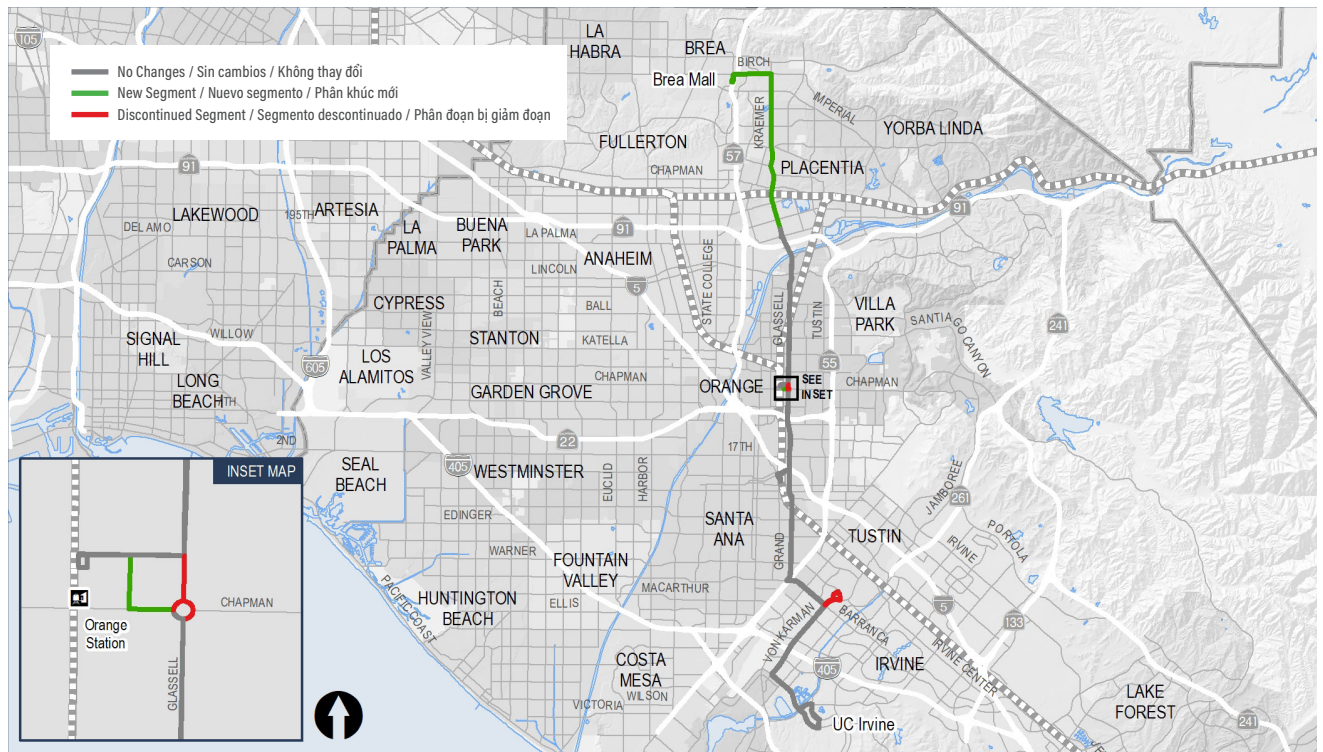 105
No Changes / Sin cambios / Không thay đổi
New Segment / Nuevo segmento / Phân khúc mới
Discontinued Segment / Segmento descontinuado / Phân đoạn bị giảm đoạn
LA
HABRA
BREA
BIRCH
Brea Mall
IMPERIAL
KRAEMER
YORBA LINDA
FULLERTON
57
CHAPMAN
PLACENTIA
91
LAKEWOOD
195TH
ARTESIA
DEL AMO
LA
PALMA
BUENA
PARK
LA PALMA
91
91
ANAHEIM
CARSON
LINCOLN
5
STATE COLLEGE
CYPRESS
BEACH
BALL
GLASSELL
TUSTIN
VILLA
PARK
SANTIAGO CANYON
241
SIGNAL
HILL
WILLOW
STANTON
KATELLA
VALLEY VIEW
LOS
ALAMITOS
605
55
LONG
BEACH
7TH
GARDEN GROVE
CHAPMAN
ORANGE
SEE
INSET
CHAPMAN
2ND
22
17TH
SEAL
BEACH
405
WESTMINSTER
EUCLID
HARBOR
JAMBOREE
261
EDINGER
SANTA
ANA
TUSTIN
PORTOLA
IRVINE
WARNER
FOUNTAIN
VALLEY
GRAND
MACARTHUR
PACIFIC COAST
HUNTINGTON
BEACH
ELLIS
VON KARMAN
BARRANCA
5
133
IRVINE CENTER
405
IRVINE
COSTA
MESA
WILSON
VICTORIA
UC Irvine
LAKE
FOREST
241
INSET MAP
CHAPMAN
Orange
Station
GLASSELL